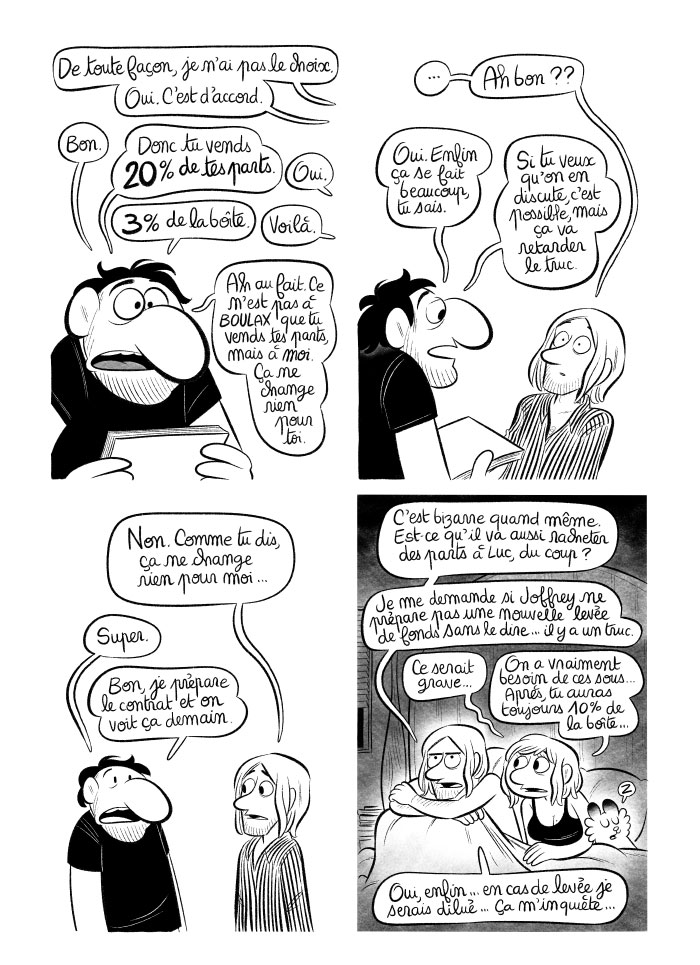 De toute façon, je n'ai pas le choix.
Oui. C'est d'accord.
Bon.
Donc tu vends
20% de tes parts.
Oui.
3% de la boîte.
Voilà.
Ah au fait. Ce
n'est pas à
BOULAX que tu
vends tes parts,
mais à moi.
Ça ne
change
rien
pour
toi.
...
Ah bon ??
Oui. Enfin
ça se fait
beaucoup,
tu sais.
Si tu veux
qu'on en
discute, c'est
possible, mais
ça va
retarder
le truc.
Non. Comme tu dis,
ça ne change
rien pour moi...
Super.
Bon, je prépare
le contrat et on
voit ça demain.
C'est bizarre quand même.
Est-ce qu'il va aussi racheter
des parts à Luc, du coup ?
Je me demande si Joffrey ne
prépare pas une nouvelle levée
de fonds sans le dire... il y a un truc.
Ce serait
grave...
On a vraiment
besoin de ces sous...
Après, tu auras
toujours 10% de
la boîte...
Z
Oui, enfin... en cas de levée je
serais dilué... Ça m'inquiète...